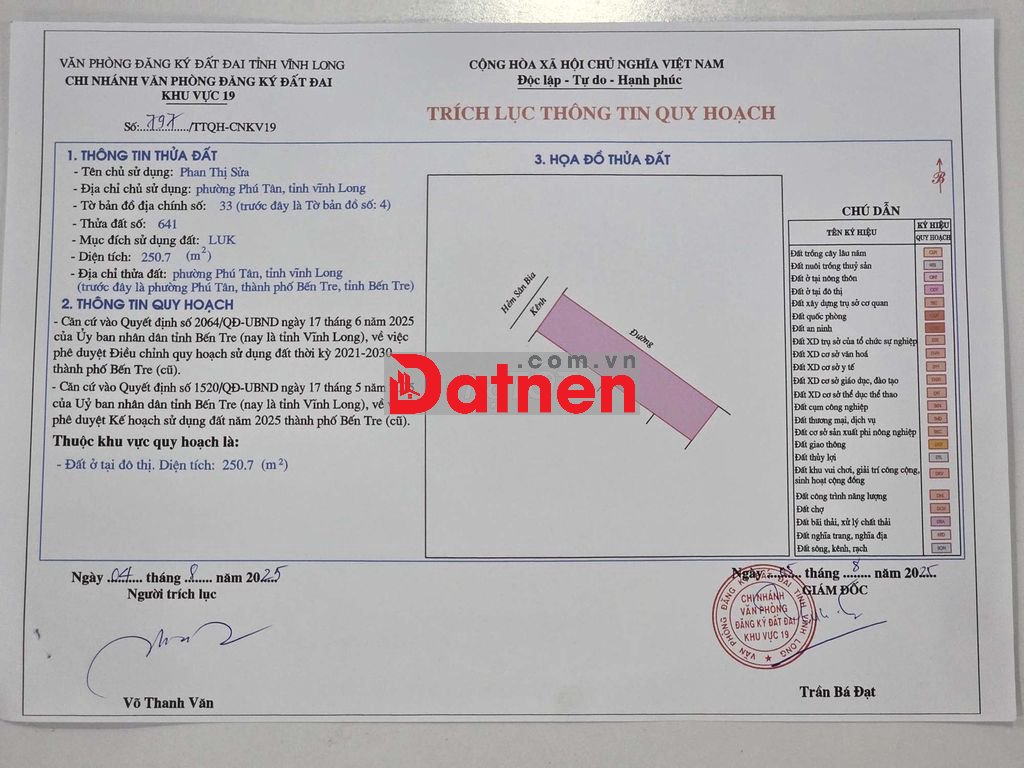 VĂN PHÒNG ĐĂNG KÝ ĐẤT ĐAI TỈNH VĨNH LONG
CHI NHÁNH VĂN PHÒNG ĐĂNG KÝ ĐẤT ĐAI
KHU VỰC 19
Số:....797..../TTQH-CNKV19
CỘNG HÒA XÃ HỘI CHỦ NGHĨA VIỆT NAM
Độc lập - Tự do - Hạnh phúc
TRÍCH LỤC THÔNG TIN QUY HOẠCH
1. THÔNG TIN THỬA ĐẤT
- Tên chủ sử dụng: Phan Thị Sửa
- Địa chỉ chủ sử dụng: phường Phú Tân, tỉnh vĩnh Long
- Tờ bản đồ địa chính số: 33 (trước đây là Tờ bản đồ số: 4)
- Thửa đất số: 641
- Mục đích sử dụng đất: LUK
- Diện tích: 250.7 (m2)
- Địa chỉ thửa đất: phường Phú Tân, tỉnh vĩnh Long
(trước đây là phường Phú Tân, thành phố Bến Tre, tỉnh Bến Tre)
2. THÔNG TIN QUY HOẠCH
- Căn cứ vào Quyết định số 2064/QĐ-UBND ngày 17 tháng 6 năm 2025
của Ủy ban nhân dân tỉnh Bến Tre (nay là tỉnh Vĩnh Long), về việc
phê duyệt Điều chỉnh quy hoạch sử dụng đất thời kỳ 2021-2030
thành phố Bến Tre (cũ).
- Căn cứ vào Quyết định số 1520/QĐ-UBND ngày 17 tháng 5 năm
của Uỷ ban nhân dân tỉnh Bến Tre (nay là tỉnh Vĩnh Long), về
phê duyệt Kế hoạch sử dụng đất năm 2025 thành phố Bến Tre (cũ).
Thuộc khu vực quy hoạch là:
- Đất ở tại đô thị. Diện tích: 250.7 (m2)
3. HỌA ĐỒ THỬA ĐẤT
B
Hẻm Sân Bia
Kênh
Đường
.com.vn
Datnen
CHÚ DẪN
TÊN KÝ HIỆU
KÝ HIỆU
QUY HOẠCH
Đất trồng cây lâu năm
Đất nuôi trồng thuỷ sản
Đất ở tại nông thôn
Đất ở tại đô thị
Đất xây dựng trụ sở cơ quan
Đất quốc phòng
Đất an ninh
Đất XD trụ sở của tổ chức sự nghiệp
Đất XD cơ sở văn hoá
Đất XD cơ sở y tế
Đất XD cơ sở giáo dục, đào tạo
Đất XD cơ sở thể dục thể thao
Đất cụm công nghiệp
Đất thương mại, dịch vụ
Đất cơ sở sản xuất phi nông nghiệp
Đất giao thông
Đất thủy lợi
Đất khu vui chơi, giải trí công cộng,
sinh hoạt cộng đồng
Đất công trình năng lượng
Đất chợ
Đất bãi thải, xử lý chất thải
Đất nghĩa trang, nghĩa địa
Đất sông, kênh, rạch
Ngày .04.... tháng .8..... năm 2025
Người trích lục
Võ Thanh Vân
Ngày ..05.. tháng ..8.... năm 2025
GIÁM ĐỐC
VĂN PHÒNG ĐĂNG KÝ ĐẤT ĐAI TỈNH VĨNH LONG
CHI NHÁNH
VĂN PHÒNG
ĐĂNG KÝ ĐẤT ĐAI
KHU VỰC 19
Trần Bá Đạt